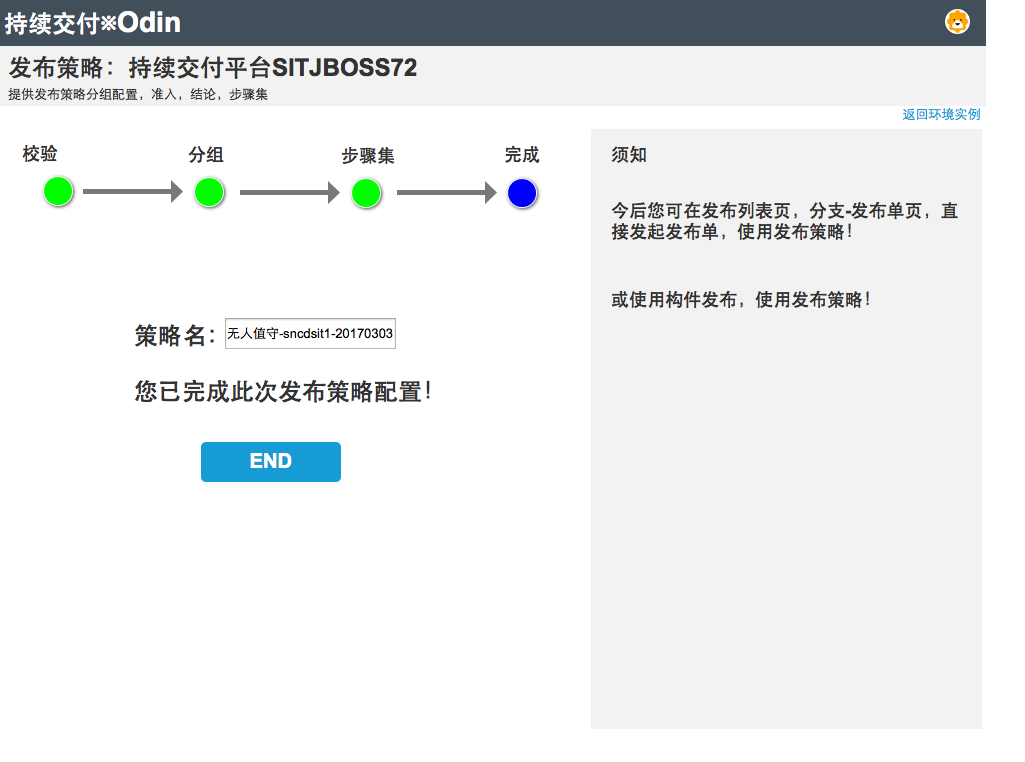 持续交付※Odin
发布策略：持续交付平台SITJBOSS72
提供发布策略分组配置，准入，结论，步骤集
返回环境实例
校验
分组
步骤集
完成
策略名：
无人值守-sncdsit1-20170303
您已完成此次发布策略配置！
END
须知
今后您可在发布列表页，分支-发布单页，直
接发起发布单，使用发布策略！
或使用构件发布，使用发布策略！